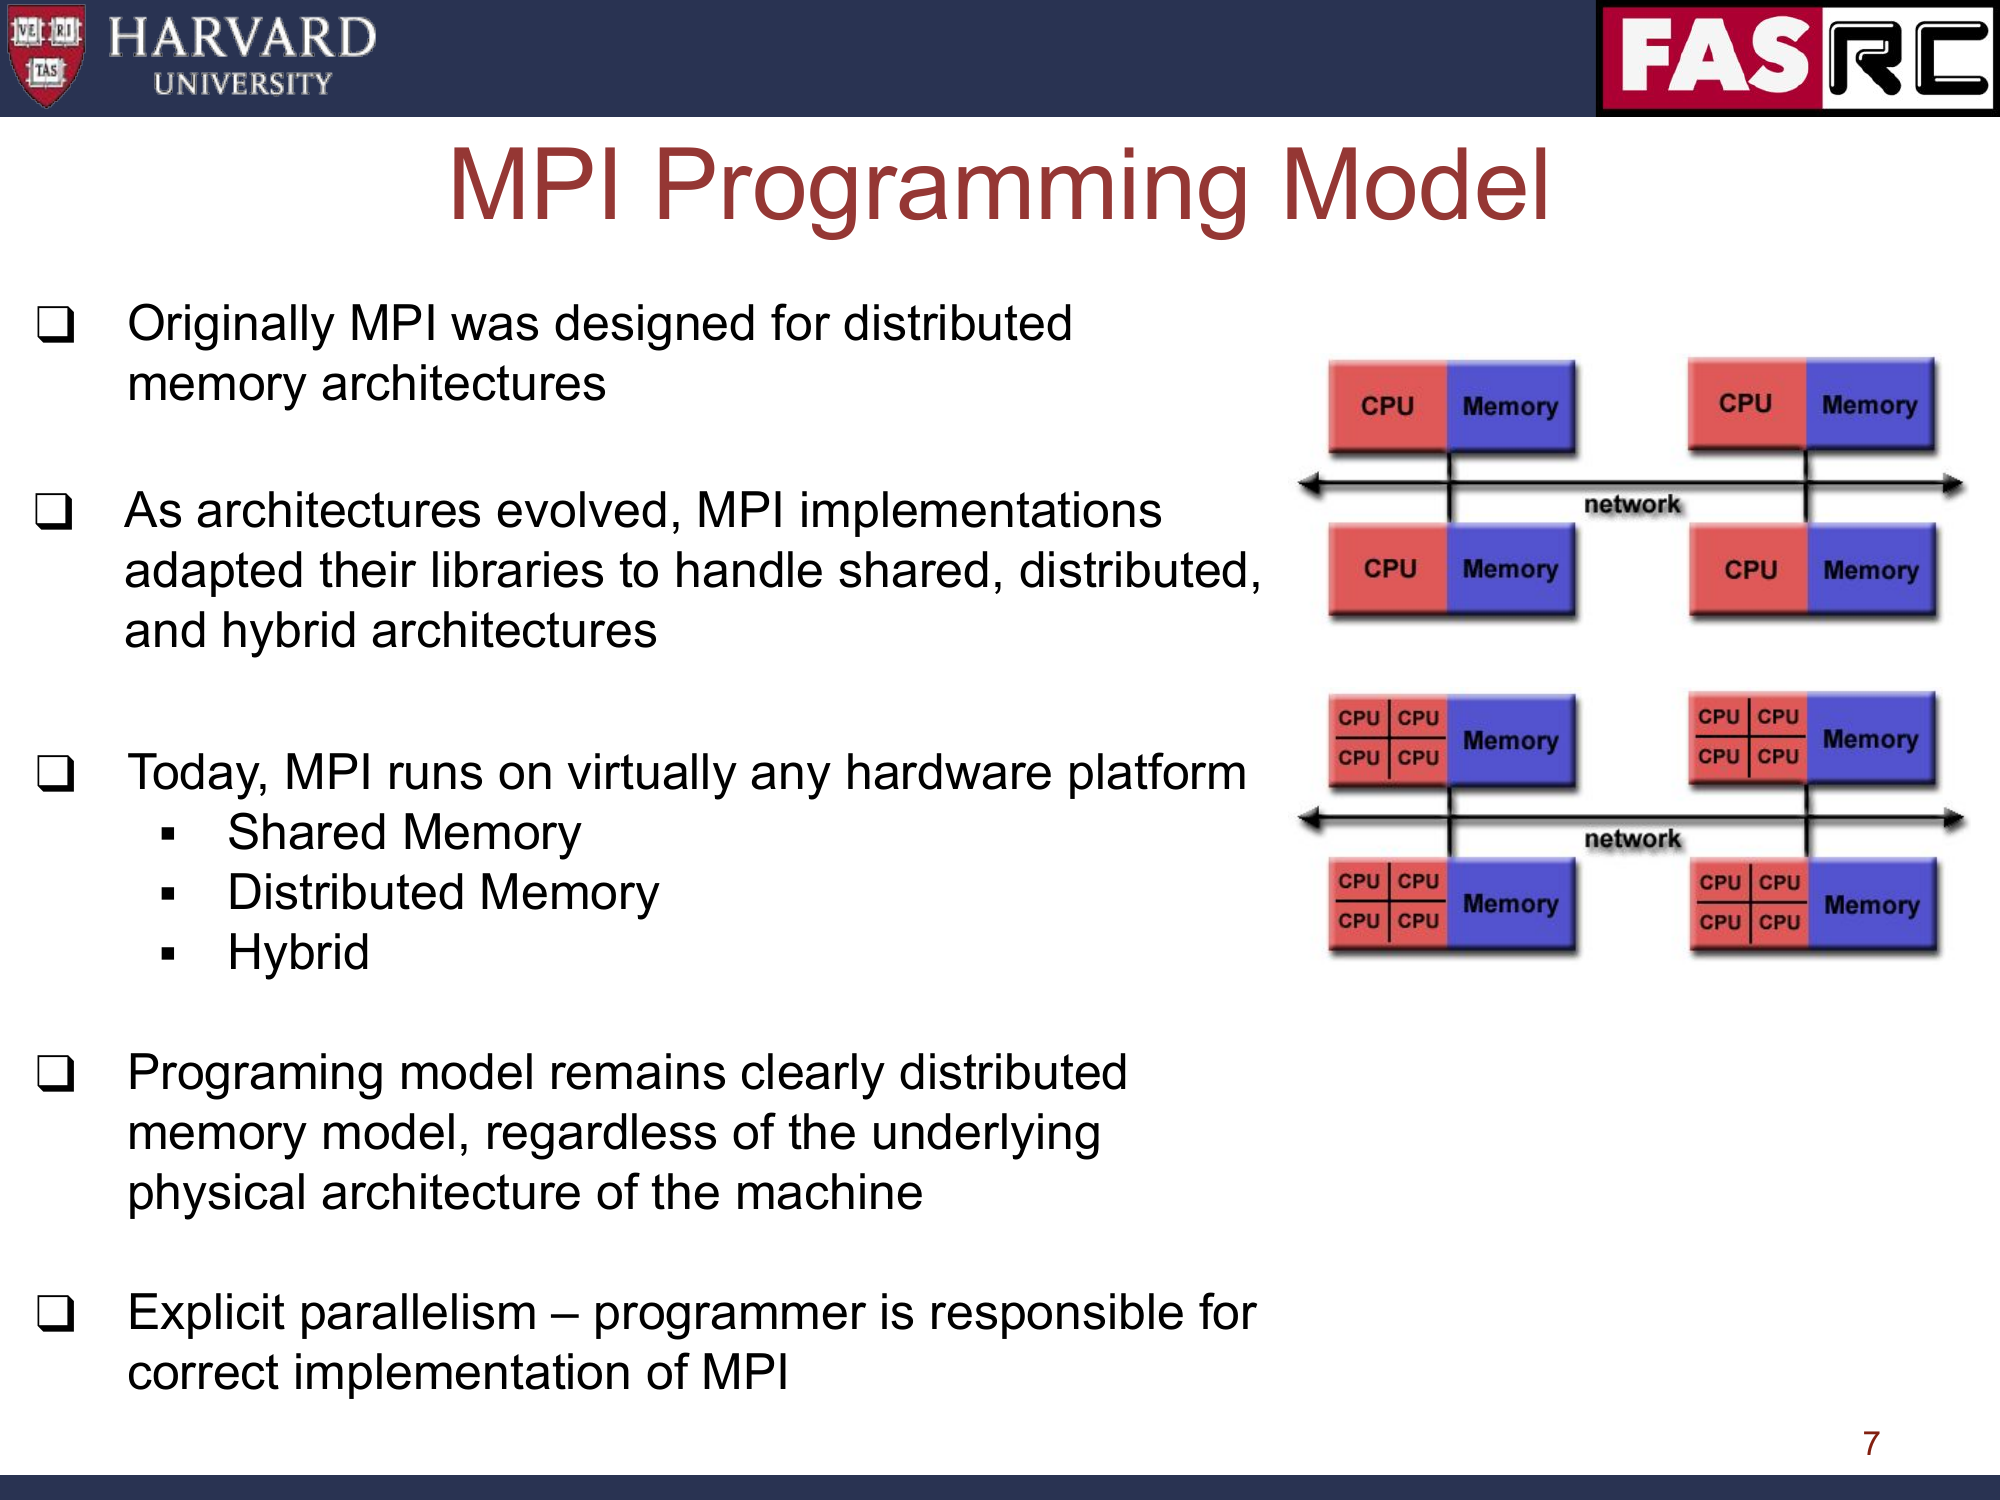 VE RI
TAS
HARVARD
UNIVERSITY
FASRC
MPI Programming Model
❑ Originally MPI was designed for distributed
memory architectures
❑ As architectures evolved, MPI implementations
adapted their libraries to handle shared, distributed,
and hybrid architectures
❑ Today, MPI runs on virtually any hardware platform
▪ Shared Memory
▪ Distributed Memory
▪ Hybrid
❑ Programing model remains clearly distributed
memory model, regardless of the underlying
physical architecture of the machine
❑ Explicit parallelism – programmer is responsible for
correct implementation of MPI
CPU Memory CPU Memory
network
CPU Memory CPU Memory
CPU CPU Memory CPU CPU Memory
CPU CPU CPU CPU
network
CPU CPU Memory CPU CPU Memory
CPU CPU CPU CPU
7